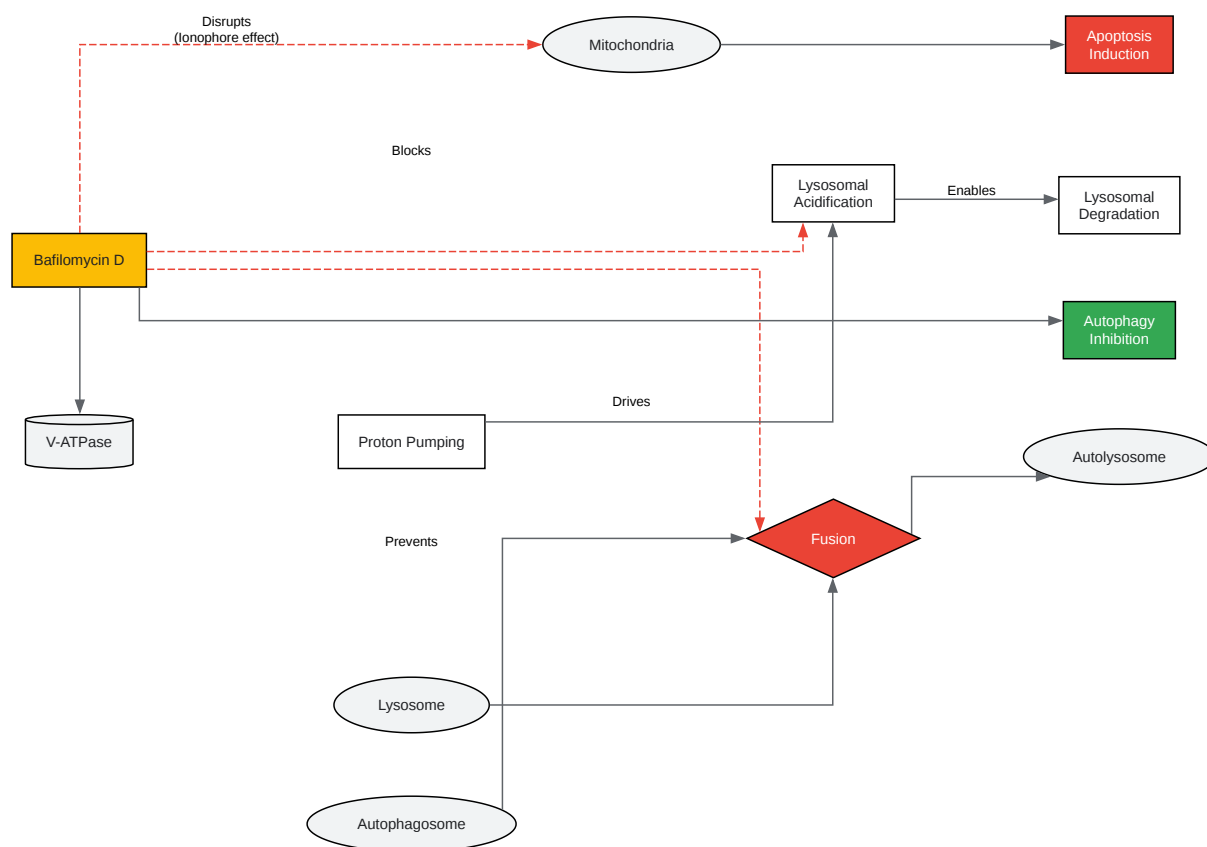 Disrupts
(Ionophore effect)
Mitochondria
Apoptosis
Induction
Blocks
Lysosomal
Acidification
Enables
Lysosomal
Degradation
Bafilomycin D
Autophagy
Inhibition
Drives
V-ATPase
Proton Pumping
Autolysosome
Prevents
Fusion
Lysosome
Autophagosome